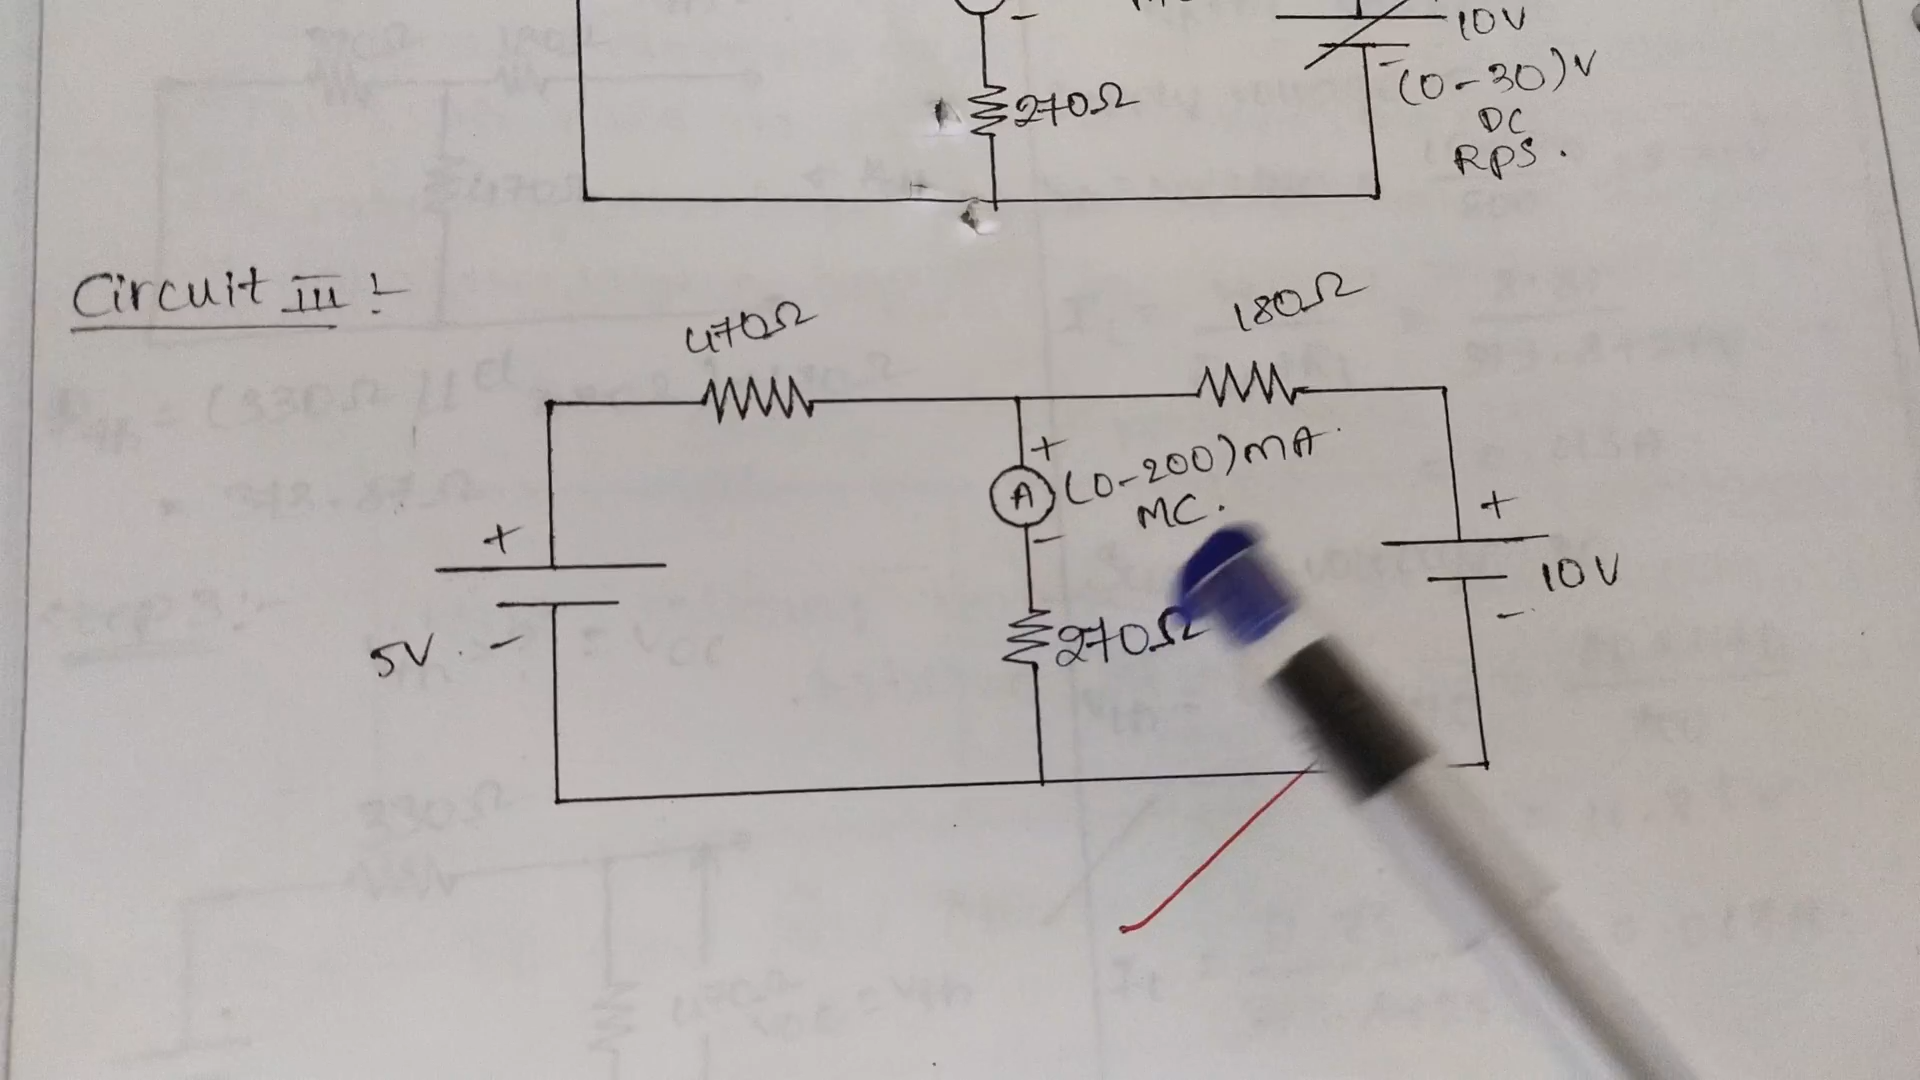 10V
270Ω
(0-30)V
DC
RPS.
Circuit III :-
470Ω
180Ω
+
A
(0-200)mA
MC.
-
+
+
10V
-
270Ω
5V
-